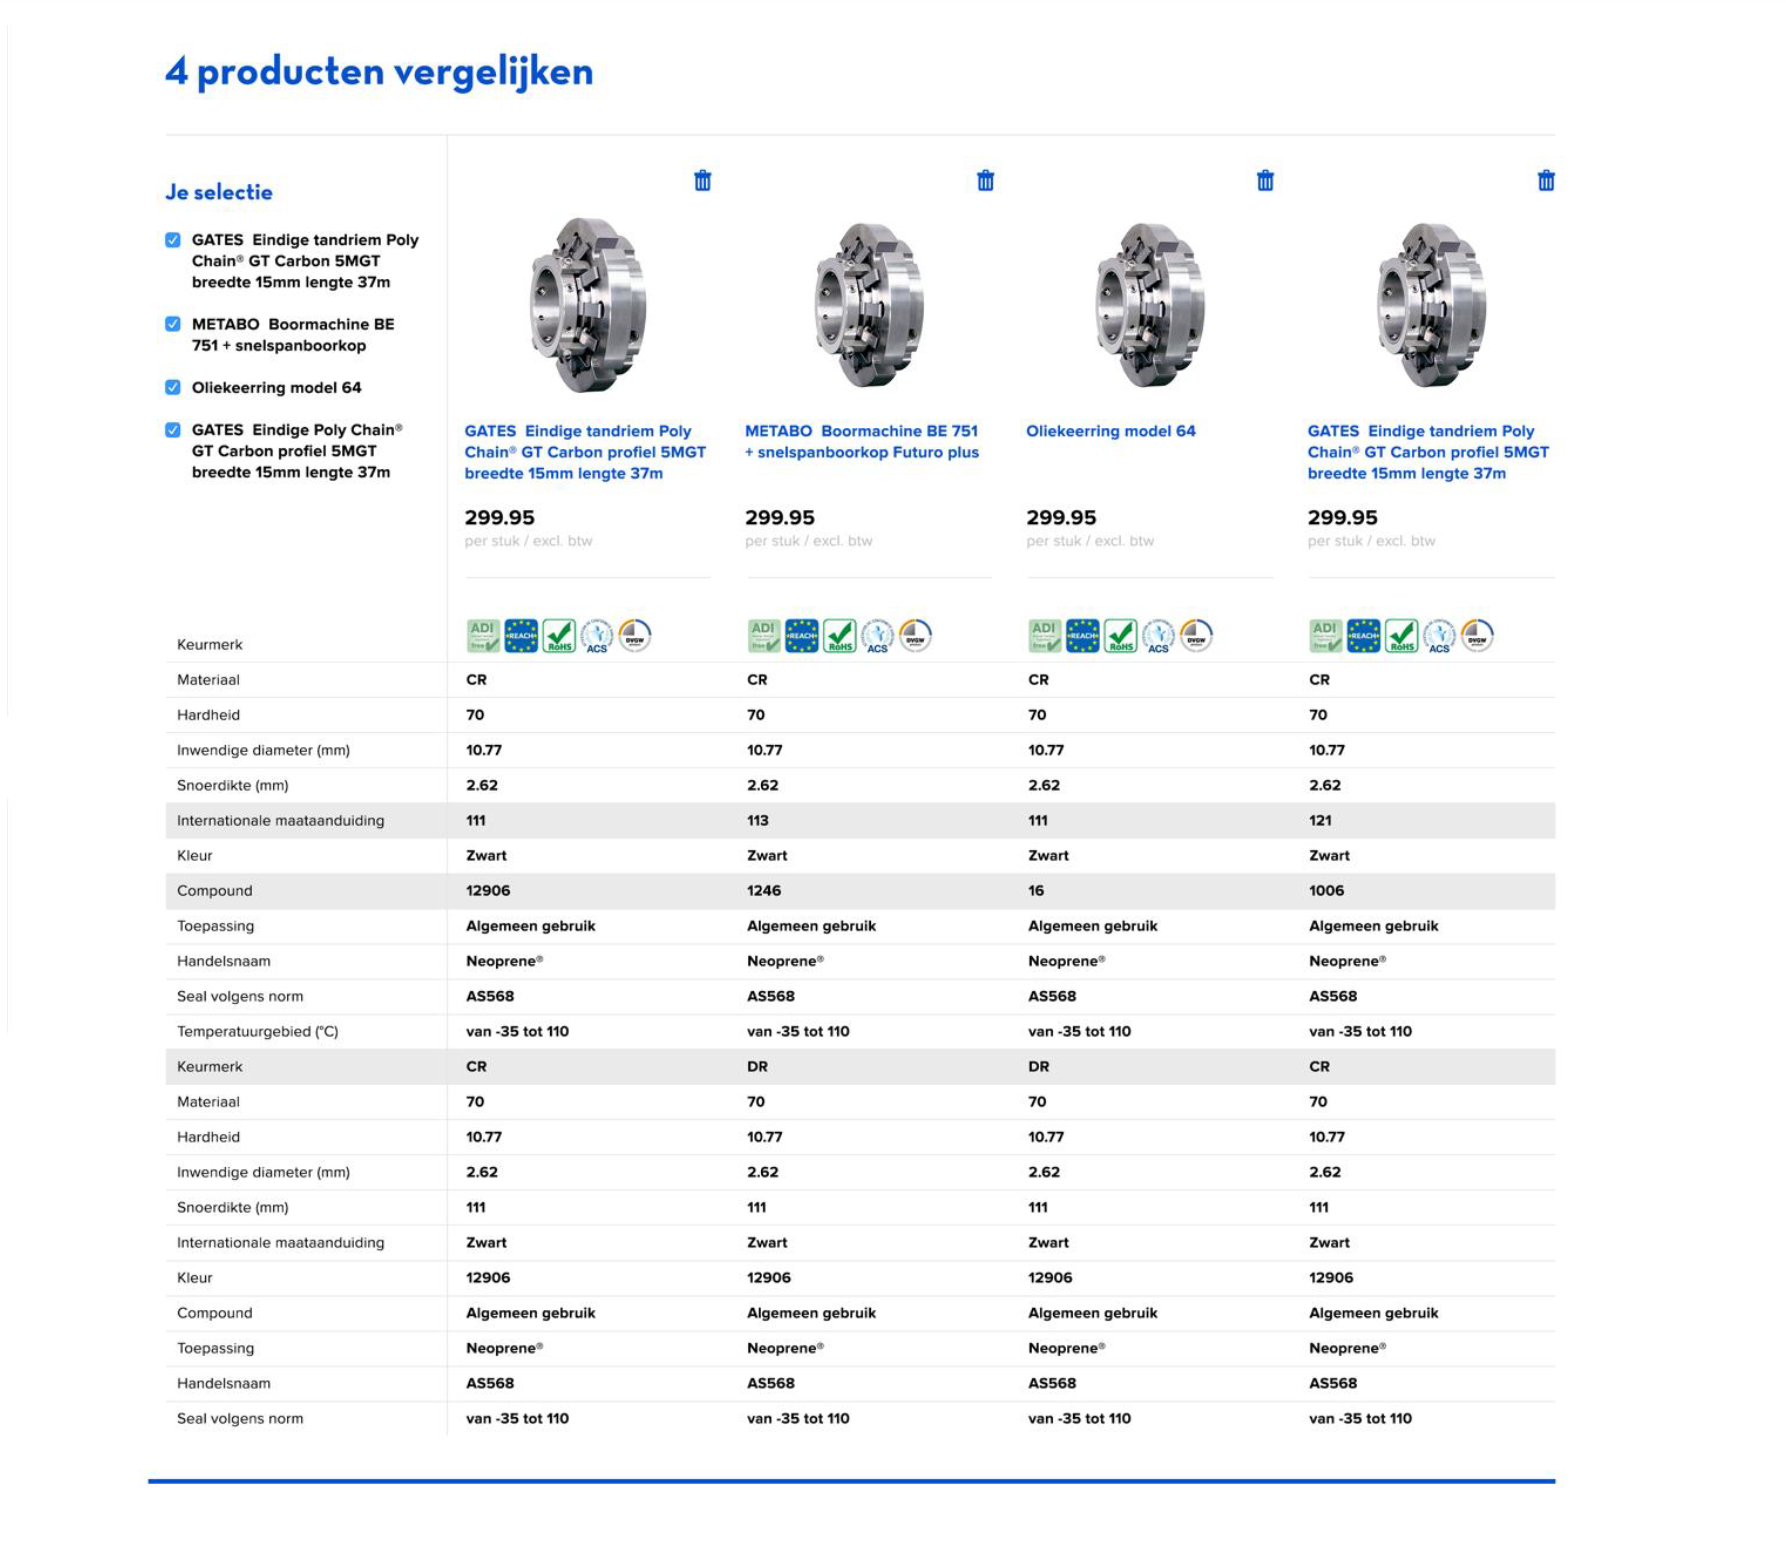 4 producten vergelijken
Je selectie
GATES Eindige tandriem Poly
Chain® GT Carbon 5MGT
breedte 15mm lengte 37m
METABO Boormachine BE
751 + snelspanboorkop
Oliekeerring model 64
GATES Eindige Poly Chain®
GT Carbon profiel 5MGT
breedte 15mm lengte 37m
GATES Eindige tandriem Poly
Chain® GT Carbon profiel 5MGT
breedte 15mm lengte 37m
299.95
per stuk / excl. btw
METABO Boormachine BE 751
+ snelspanboorkop Futuro plus
299.95
per stuk / excl. btw
Oliekeerring model 64
299.95
per stuk / excl. btw
GATES Eindige tandriem Poly
Chain® GT Carbon profiel 5MGT
breedte 15mm lengte 37m
299.95
per stuk / excl. btw
Keurmerk ADI free REACH RoHS ACS DVGW ADI free REACH RoHS ACS DVGW ADI free REACH RoHS ACS DVGW ADI free REACH RoHS ACS DVGW
Materiaal CR CR CR CR
Hardheid 70 70 70 70
Inwendige diameter (mm) 10.77 10.77 10.77 10.77
Snoerdikte (mm) 2.62 2.62 2.62 2.62
Internationale maataanduiding 111 113 111 121
Kleur Zwart Zwart Zwart Zwart
Compound 12906 1246 16 1006
Toepassing Algemeen gebruik Algemeen gebruik Algemeen gebruik Algemeen gebruik
Handelsnaam Neoprene® Neoprene® Neoprene® Neoprene®
Seal volgens norm AS568 AS568 AS568 AS568
Temperatuurgebied (°C) van -35 tot 110 van -35 tot 110 van -35 tot 110 van -35 tot 110
Keurmerk CR DR DR CR
Materiaal 70 70 70 70
Hardheid 10.77 10.77 10.77 10.77
Inwendige diameter (mm) 2.62 2.62 2.62 2.62
Snoerdikte (mm) 111 111 111 111
Internationale maataanduiding Zwart Zwart Zwart Zwart
Kleur 12906 12906 12906 12906
Compound Algemeen gebruik Algemeen gebruik Algemeen gebruik Algemeen gebruik
Toepassing Neoprene® Neoprene® Neoprene® Neoprene®
Handelsnaam AS568 AS568 AS568 AS568
Seal volgens norm van -35 tot 110 van -35 tot 110 van -35 tot 110 van -35 tot 110